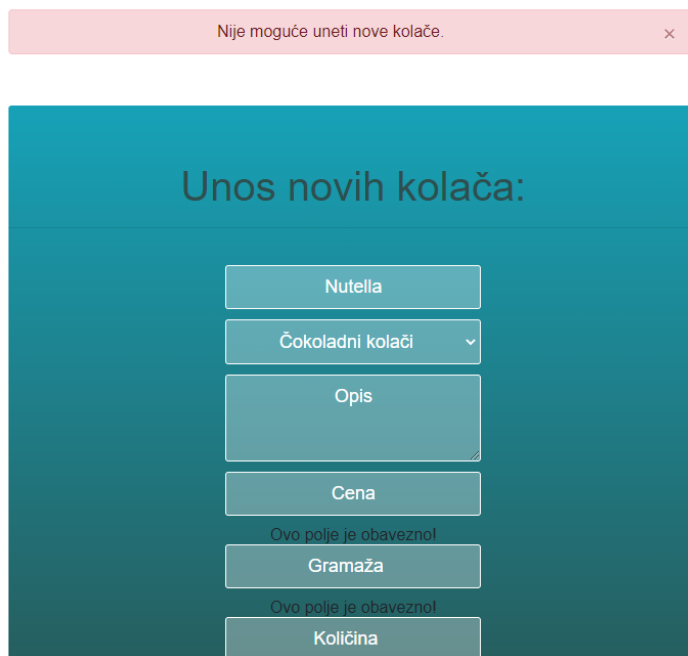 Nije moguće uneti nove kolače.
×
Unos novih kolača:
Nutella
Čokoladni kolači
Opis
Cena
Ovo polje je obavezno!
Gramaža
Ovo polje je obavezno!
Količina